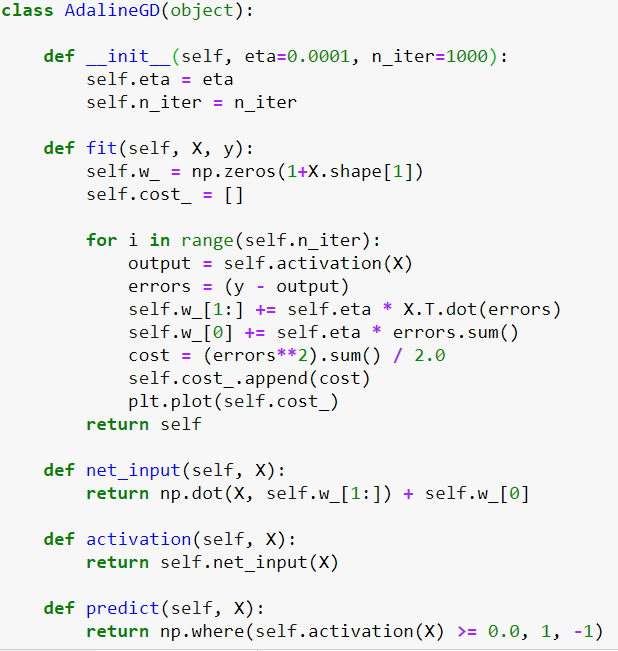 class AdalineGD(object):
    def __init__(self, eta=0.0001, n_iter=1000):
        self.eta = eta
        self.n_iter = n_iter
    def fit(self, X, y):
        self.w_ = np.zeros(1+X.shape[1])
        self.cost_ = []
        for i in range(self.n_iter):
            output = self.activation(X)
            errors = (y - output)
            self.w_[1:] += self.eta * X.T.dot(errors)
            self.w_[0] += self.eta * errors.sum()
            cost = (errors**2).sum() / 2.0
            self.cost_.append(cost)
            plt.plot(self.cost_)
        return self
    def net_input(self, X):
        return np.dot(X, self.w_[1:]) + self.w_[0]
    def activation(self, X):
        return self.net_input(X)
    def predict(self, X):
        return np.where(self.activation(X) >= 0.0, 1, -1)